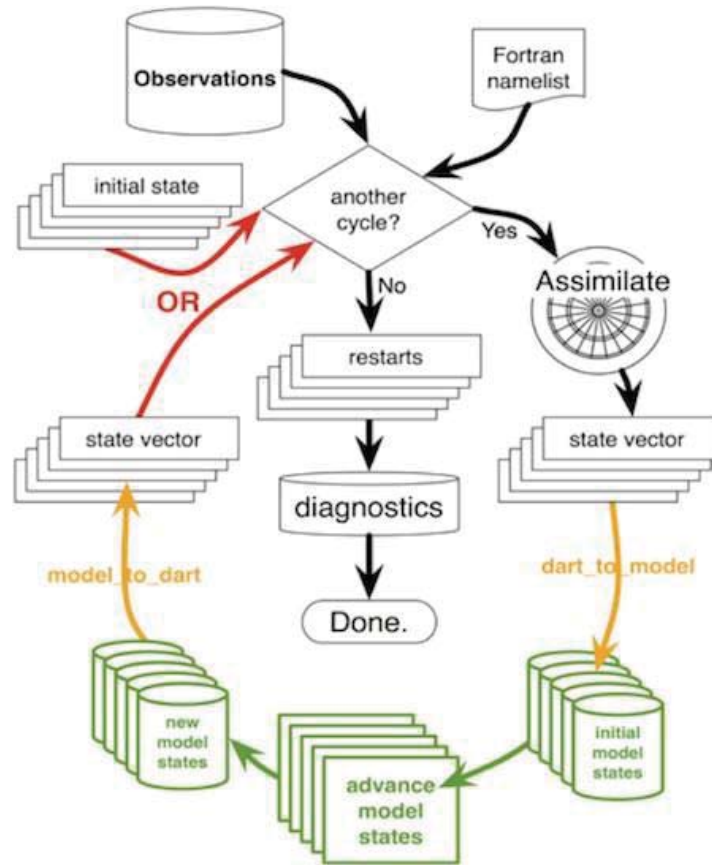 Observations
Fortran
namelist
initial state
another
cycle?
Yes
OR
No
Assimilate
restarts
state vector
state vector
diagnostics
model_to_dart
dart_to_model
Done.
new
model
states
initial
model
states
advance
model
states